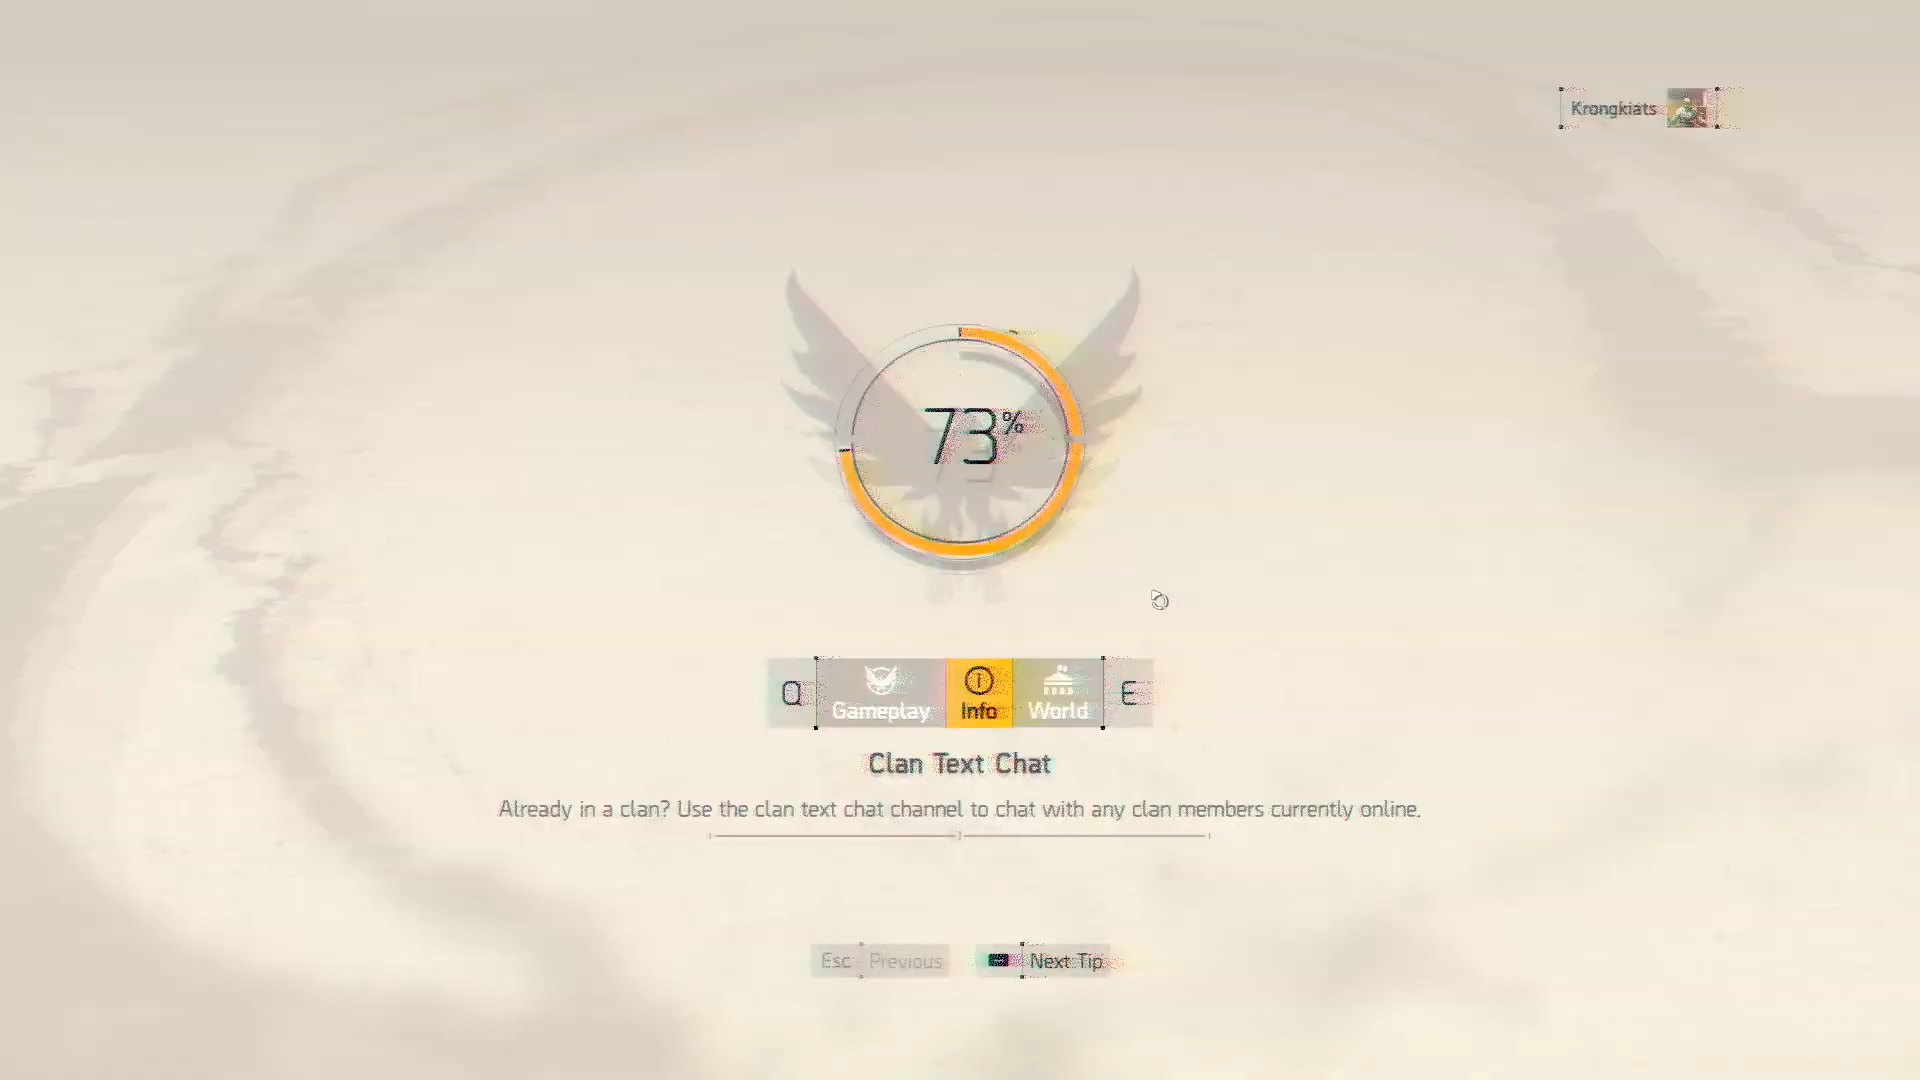 Krongkiats
73%
Q
Gameplay
Info
World
E
Clan Text Chat
Already in a clan? Use the clan text chat channel to chat with any clan members currently online.
Esc Previous
Next Tip